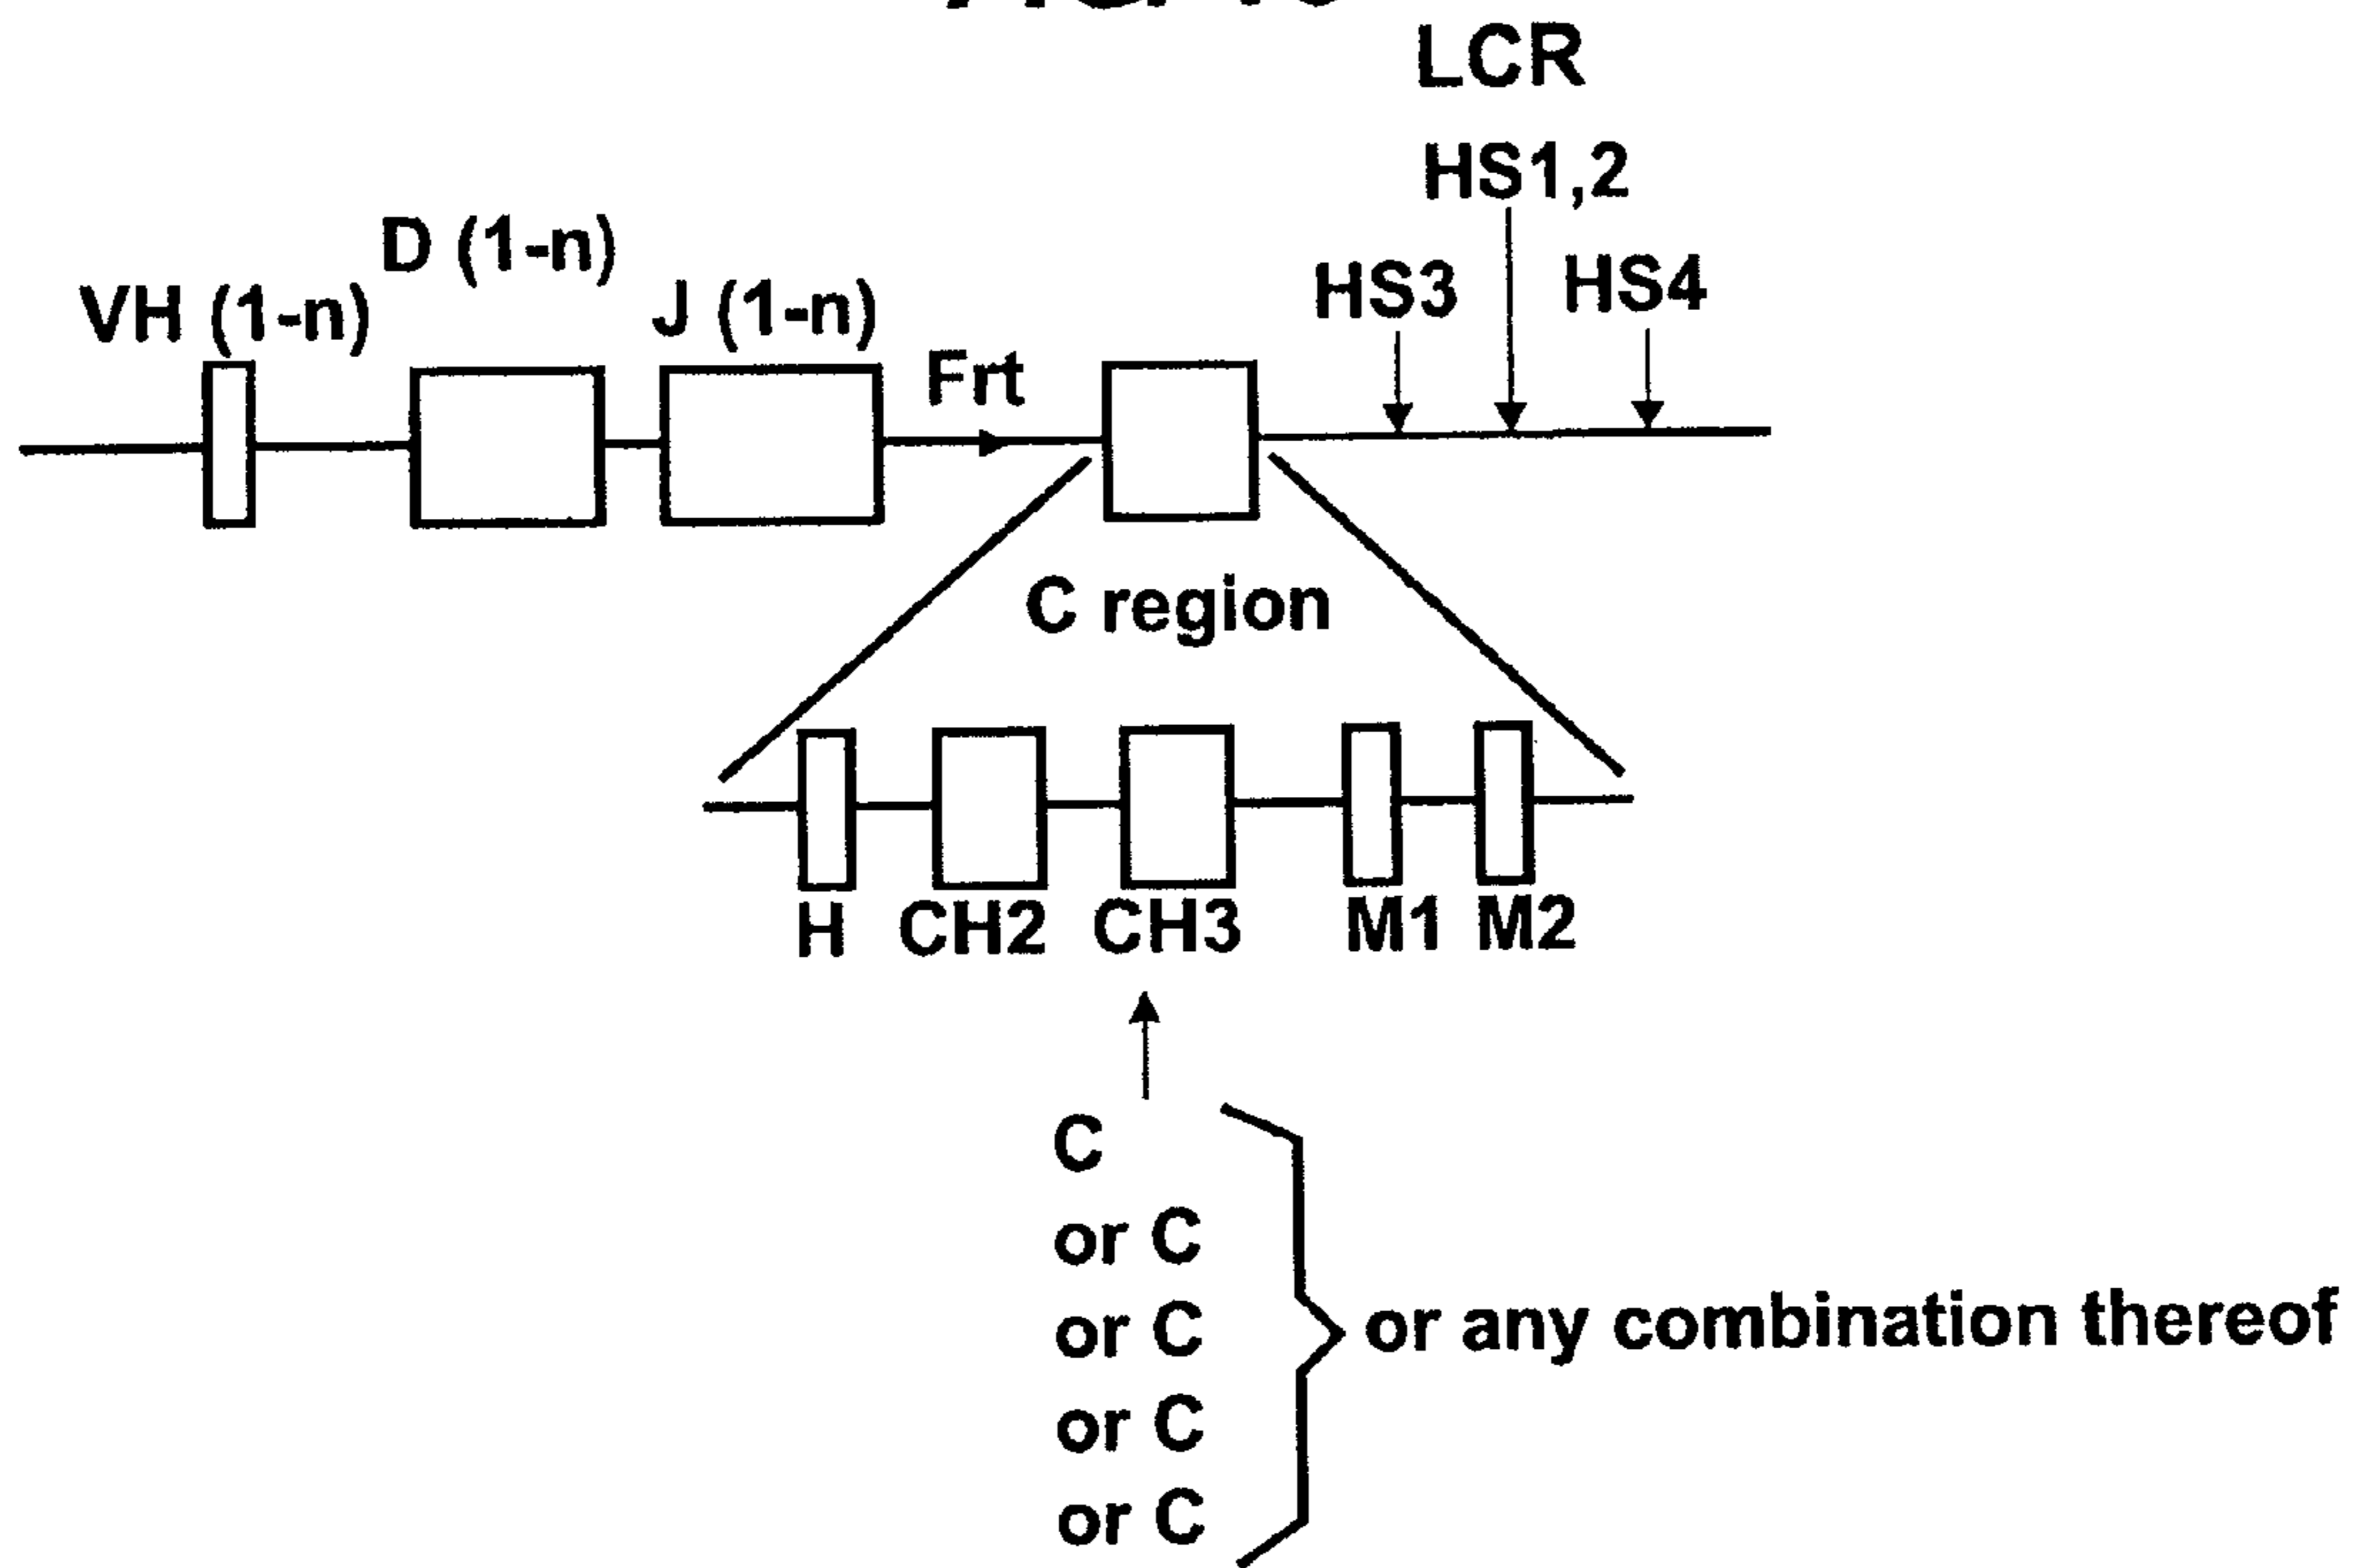 LCR
HS1,2
HS3
HS4
VH (1-n)
D (1-n)
J (1-n)
Frt
C region
H CH2 CH3 M1 M2
C
or C
or C
or C
or C
or any combination thereof